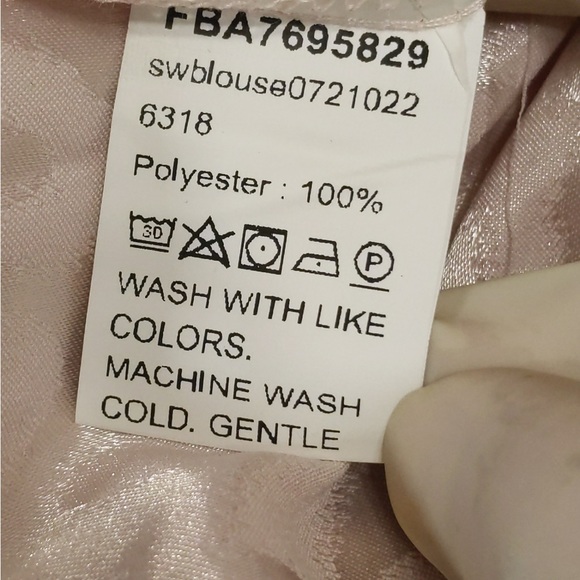 FBA7695829
swblouse0721022
6318
Polyester : 100%
30 P
WASH WITH LIKE
COLORS.
MACHINE WASH
COLD. GENTLE